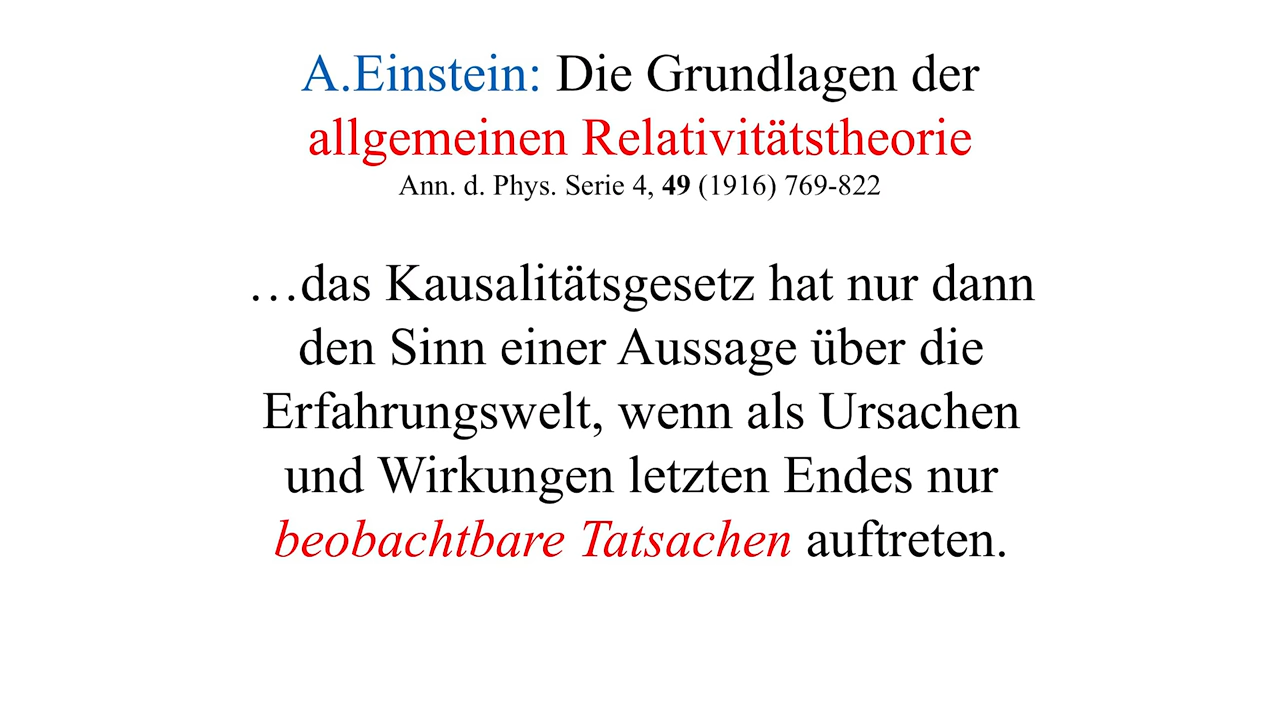 A.Einstein: Die Grundlagen der
allgemeinen Relativitätstheorie
Ann. d. Phys. Serie 4, 49 (1916) 769-822
…das Kausalitätsgesetz hat nur dann
den Sinn einer Aussage über die
Erfahrungswelt, wenn als Ursachen
und Wirkungen letzten Endes nur
beobachtbare Tatsachen auftreten.